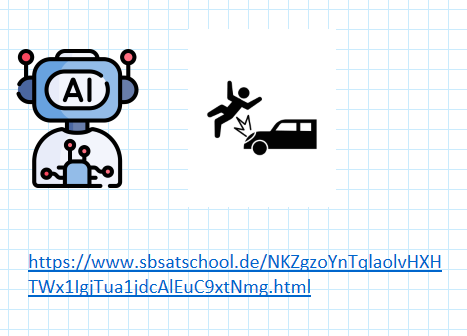 AI
https://www.sbsatschool.de/NKZgzoYnTqlaolvHXH
TWx1IgjTua1jdcAlEuC9xtNmg.html